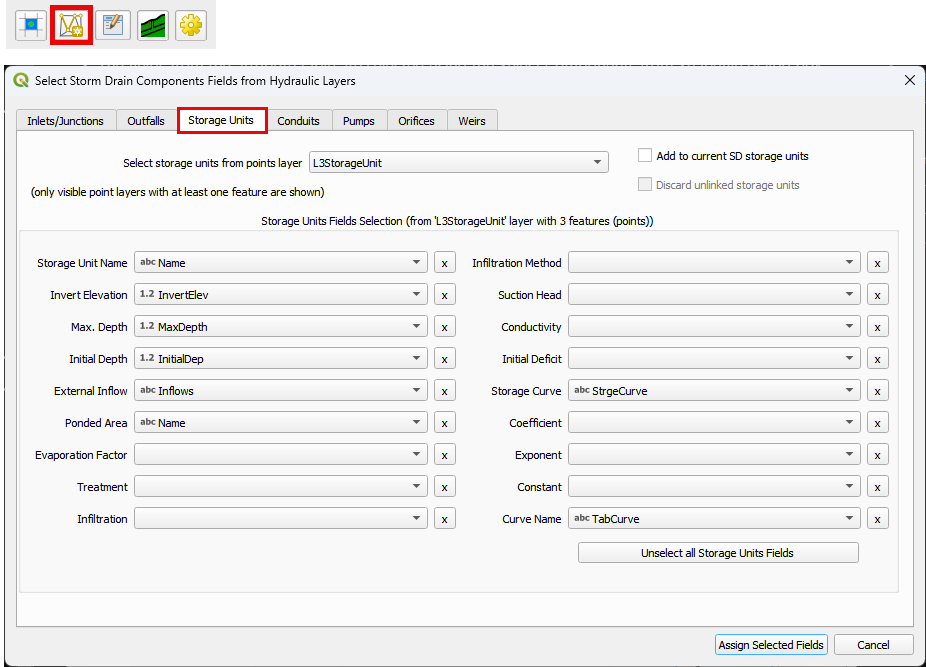 Select Storm Drain Components Fields from Hydraulic Layers
Inlets/Junctions Outfalls Storage Units Conduits Pumps Orifices Weirs
Select storage units from points layer L3StorageUnit Add to current SD storage units
(only visible point layers with at least one feature are shown) Discard unlinked storage units
Storage Units Fields Selection (from 'L3StorageUnit' layer with 3 features (points))
Storage Unit Name abc Name x Infiltration Method x
Invert Elevation 1.2 InvertElev x Suction Head x
Max. Depth 1.2 MaxDepth x Conductivity x
Initial Depth 1.2 InitialDep x Initial Deficit x
External Inflow abc Inflows x Storage Curve abc StrgeCurve x
Ponded Area abc Name x Coefficient x
Evaporation Factor x Exponent x
Treatment x Constant x
Infiltration x Curve Name abc TabCurve x
Unselect all Storage Units Fields
Assign Selected Fields Cancel